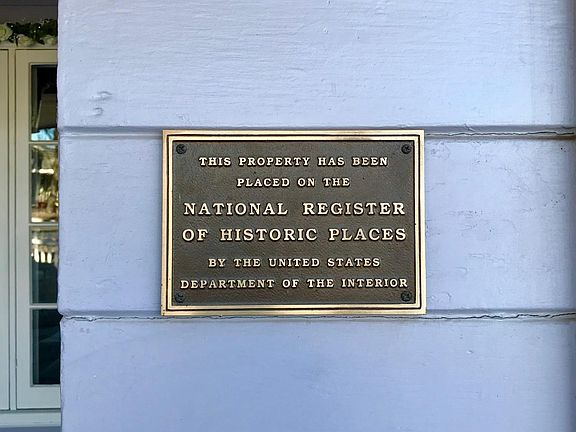 THIS PROPERTY HAS BEEN
PLACED ON THE
NATIONAL REGISTER
OF HISTORIC PLACES
BY THE UNITED STATES
DEPARTMENT OF THE INTERIOR